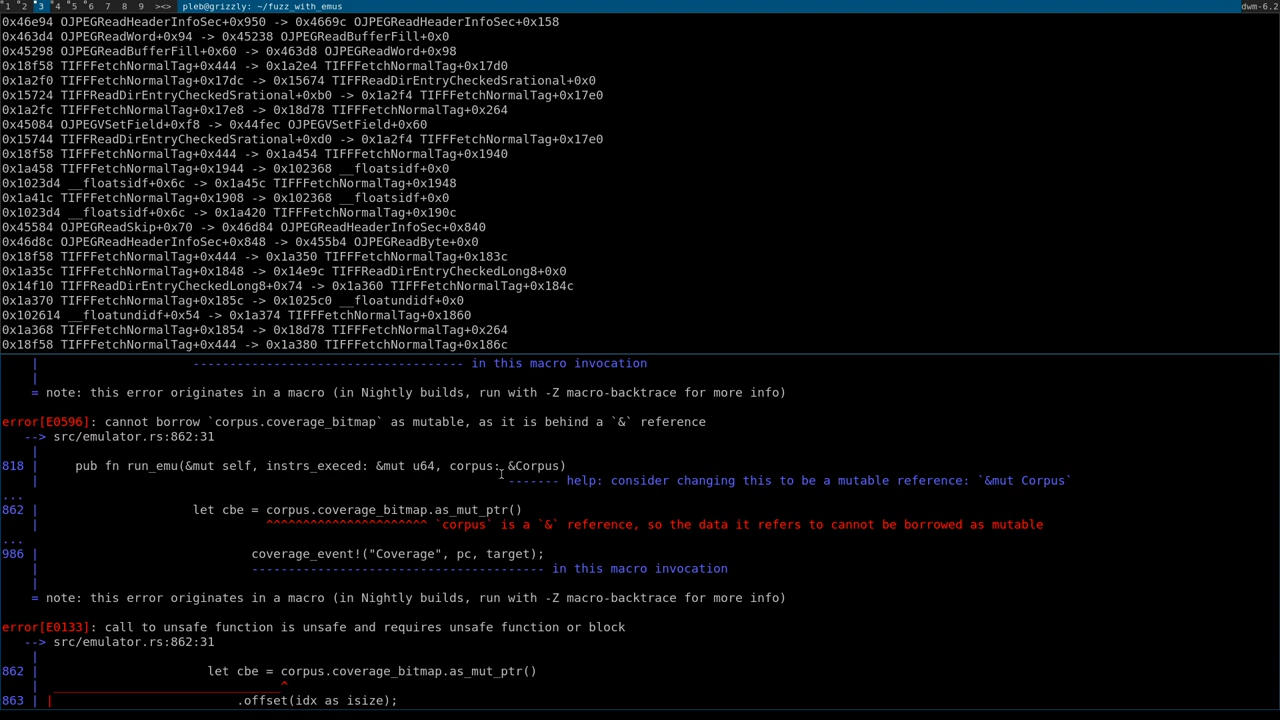 1 2 3 4 5 6 7 8 9 ><> pleb@grizzly: ~/fuzz_with_emus dwm-6.2
0x46e94 OJPEGReadHeaderInfoSec+0x950 -> 0x4669c OJPEGReadHeaderInfoSec+0x158
0x463d4 OJPEGReadWord+0x94 -> 0x45238 OJPEGReadBufferFill+0x0
0x45298 OJPEGReadBufferFill+0x60 -> 0x463d8 OJPEGReadWord+0x98
0x18f58 TIFFFetchNormalTag+0x444 -> 0x1a2e4 TIFFFetchNormalTag+0x17d0
0x1a2f0 TIFFFetchNormalTag+0x17dc -> 0x15674 TIFFReadDirEntryCheckedSrational+0x0
0x15724 TIFFReadDirEntryCheckedSrational+0xb0 -> 0x1a2f4 TIFFFetchNormalTag+0x17e0
0x1a2fc TIFFFetchNormalTag+0x17e8 -> 0x18d78 TIFFFetchNormalTag+0x264
0x45084 OJPEGVSetField+0xf8 -> 0x44fec OJPEGVSetField+0x60
0x15744 TIFFReadDirEntryCheckedSrational+0xd0 -> 0x1a2f4 TIFFFetchNormalTag+0x17e0
0x18f58 TIFFFetchNormalTag+0x444 -> 0x1a454 TIFFFetchNormalTag+0x1940
0x1a458 TIFFFetchNormalTag+0x1944 -> 0x102368 __floatsidf+0x0
0x1023d4 __floatsidf+0x6c -> 0x1a45c TIFFFetchNormalTag+0x1948
0x1a41c TIFFFetchNormalTag+0x1908 -> 0x102368 __floatsidf+0x0
0x1023d4 __floatsidf+0x6c -> 0x1a420 TIFFFetchNormalTag+0x190c
0x45584 OJPEGReadSkip+0x70 -> 0x46d84 OJPEGReadHeaderInfoSec+0x840
0x46d8c OJPEGReadHeaderInfoSec+0x848 -> 0x455b4 OJPEGReadByte+0x0
0x18f58 TIFFFetchNormalTag+0x444 -> 0x1a350 TIFFFetchNormalTag+0x183c
0x1a35c TIFFFetchNormalTag+0x1848 -> 0x14e9c TIFFReadDirEntryCheckedLong8+0x0
0x14f10 TIFFReadDirEntryCheckedLong8+0x74 -> 0x1a360 TIFFFetchNormalTag+0x184c
0x1a370 TIFFFetchNormalTag+0x185c -> 0x1025c0 __floatundidf+0x0
0x102614 __floatundidf+0x54 -> 0x1a374 TIFFFetchNormalTag+0x1860
0x1a368 TIFFFetchNormalTag+0x1854 -> 0x18d78 TIFFFetchNormalTag+0x264
0x18f58 TIFFFetchNormalTag+0x444 -> 0x1a380 TIFFFetchNormalTag+0x186c
| ------------------------------------- in this macro invocation
|
= note: this error originates in a macro (in Nightly builds, run with -Z macro-backtrace for more info)
error[E0596]: cannot borrow `corpus.coverage_bitmap` as mutable, as it is behind a `&` reference
--> src/emulator.rs:862:31
|
818 | pub fn run_emu(&mut self, instrs_execed: &mut u64, corpus: &Corpus)
| ------- help: consider changing this to be a mutable reference: `&mut Corpus`
...
862 | let cbe = corpus.coverage_bitmap.as_mut_ptr()
| ^^^^^^^^^^^^^^^^^^^^^^ `corpus` is a `&` reference, so the data it refers to cannot be borrowed as mutable
...
986 | coverage_event!("Coverage", pc, target);
| ---------------------------------------- in this macro invocation
|
= note: this error originates in a macro (in Nightly builds, run with -Z macro-backtrace for more info)
error[E0133]: call to unsafe function is unsafe and requires unsafe function or block
--> src/emulator.rs:862:31
|
862 | let cbe = corpus.coverage_bitmap.as_mut_ptr()
| _______________________________^
863 | | .offset(idx as isize);